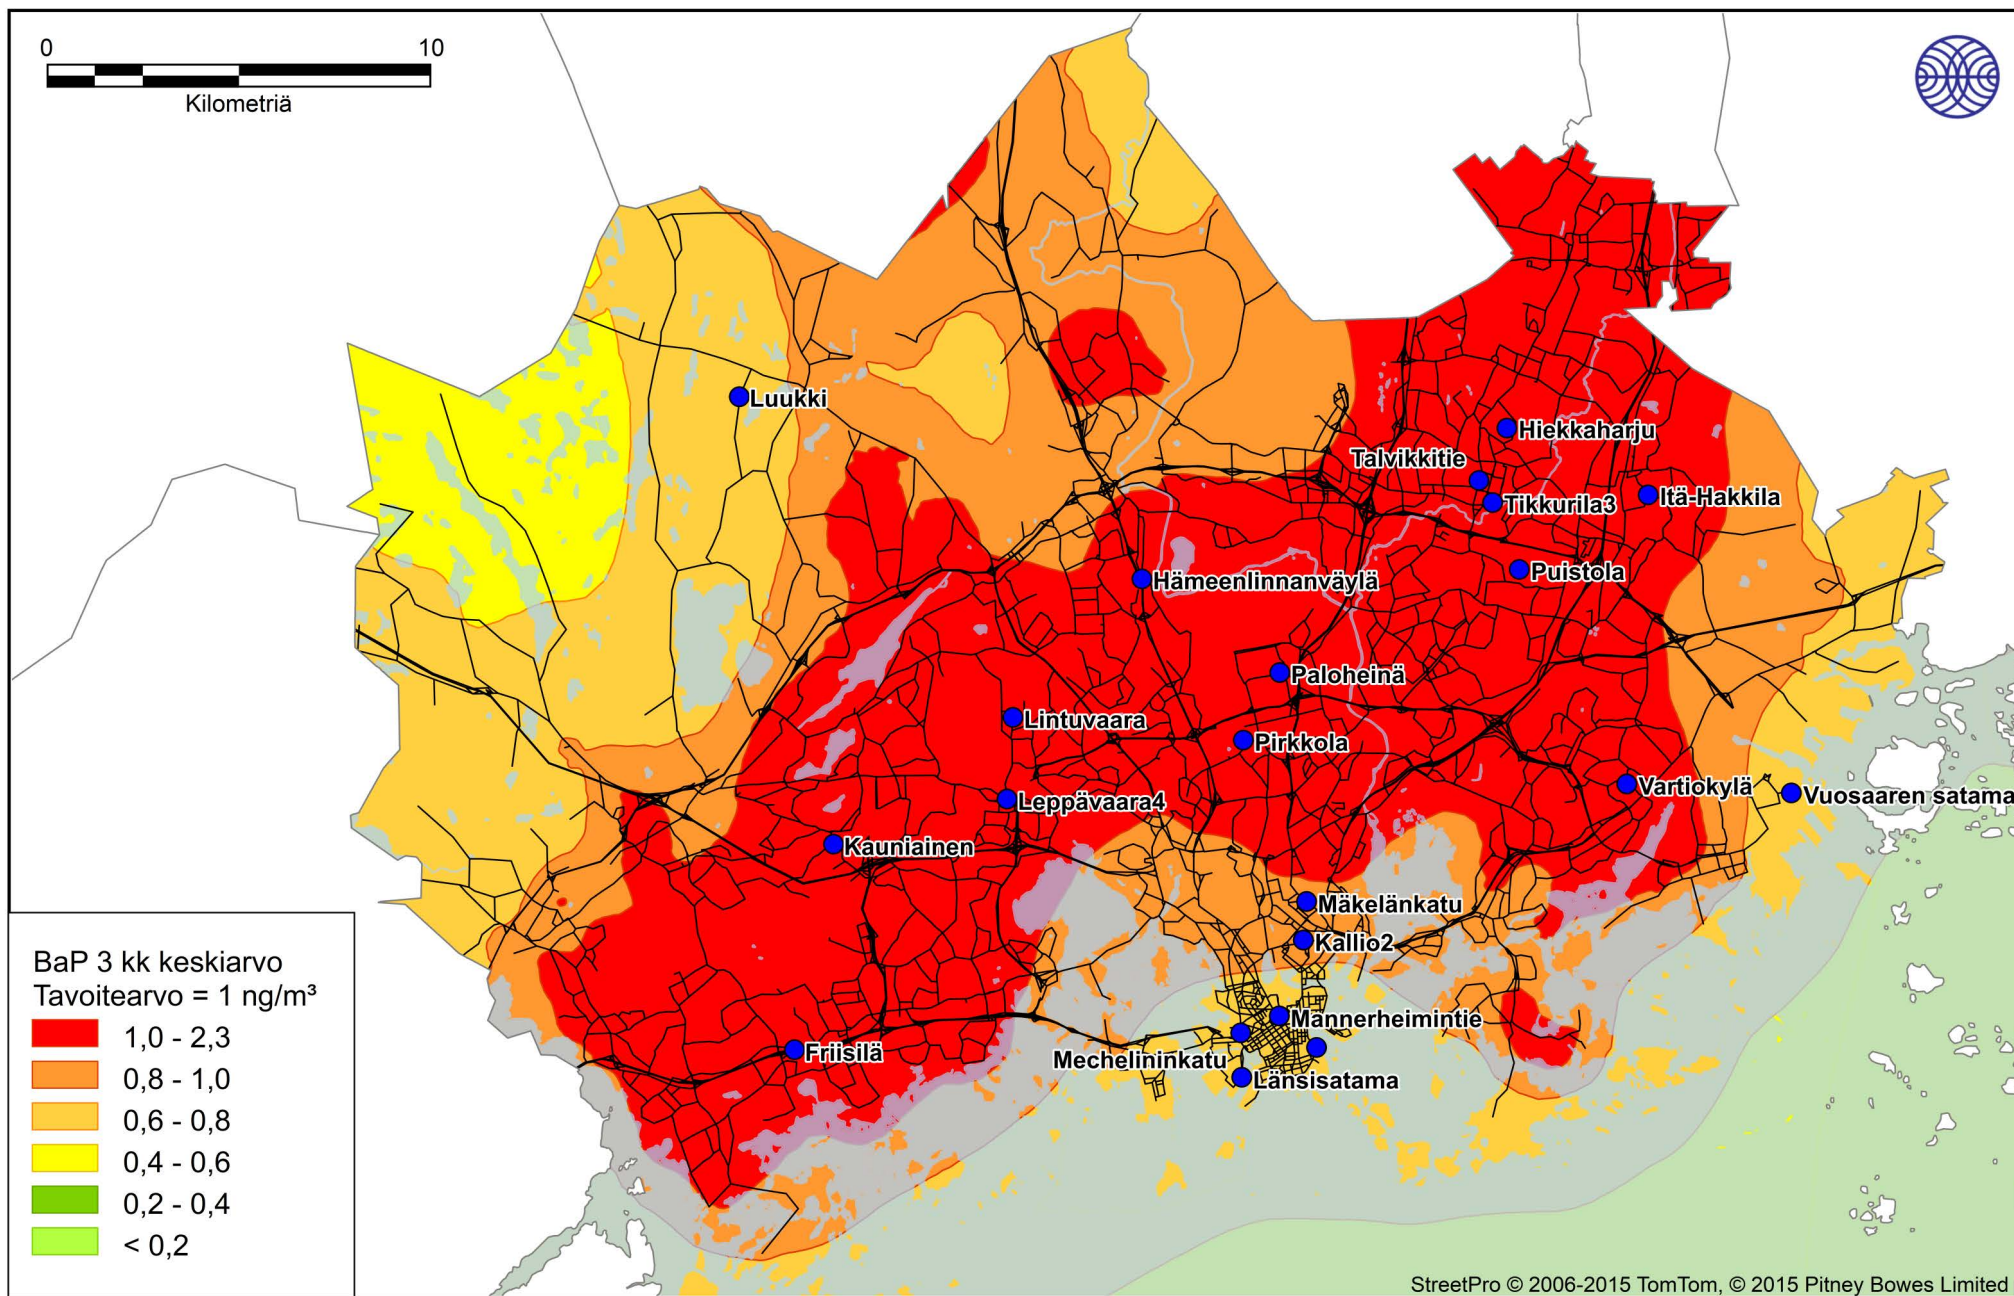 0 10
Kilometriä
Luukki
Hiekkaharju
Talvikkitie
Itä-Hakkila
Tikkurila3
Puistola
Hämeenlinnanväylä
Paloheinä
Lintuvaara
Pirkkola
Vartiokylä
Vuosaaren satama
Leppävaara4
Kauniainen
Mäkelänkatu
Kallio2
Mannerheimintie
Friisilä
Mechelininkatu
Länsisatama
BaP 3 kk keskiarvo
Tavoitearvo = 1 ng/m³
1,0 - 2,3
0,8 - 1,0
0,6 - 0,8
0,4 - 0,6
0,2 - 0,4
< 0,2
StreetPro © 2006-2015 TomTom, © 2015 Pitney Bowes Limited